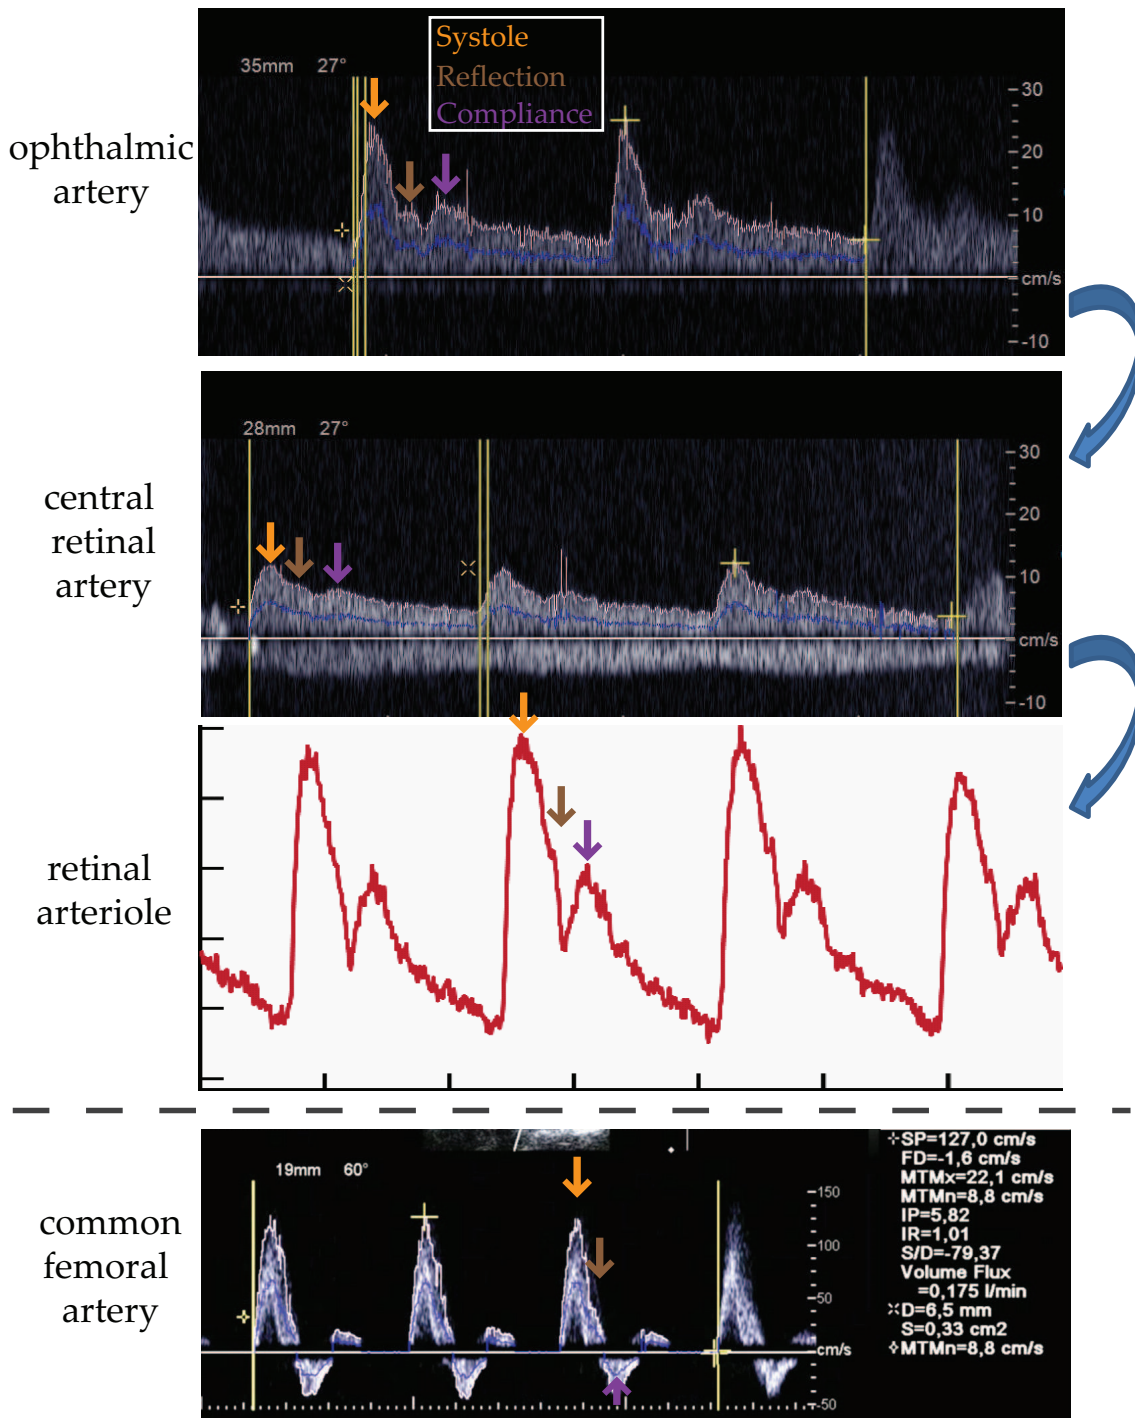 Systole
Reflection
Compliance
35mm 27°
ophthalmic
artery
30
20
10
cm/s
-10
28mm 27°
central
retinal
artery
30
20
10
cm/s
-10
retinal
arteriole
common
femoral
artery
19mm 60°
150
100
50
cm/s
-50
SP=127,0 cm/s
FD=-1,6 cm/s
MTMx=22,1 cm/s
MTMn=8,8 cm/s
IP=5,82
IR=1,01
S/D=-79,37
Volume Flux
=0,175 l/min
D=6,5 mm
S=0,33 cm2
MTMn=8,8 cm/s